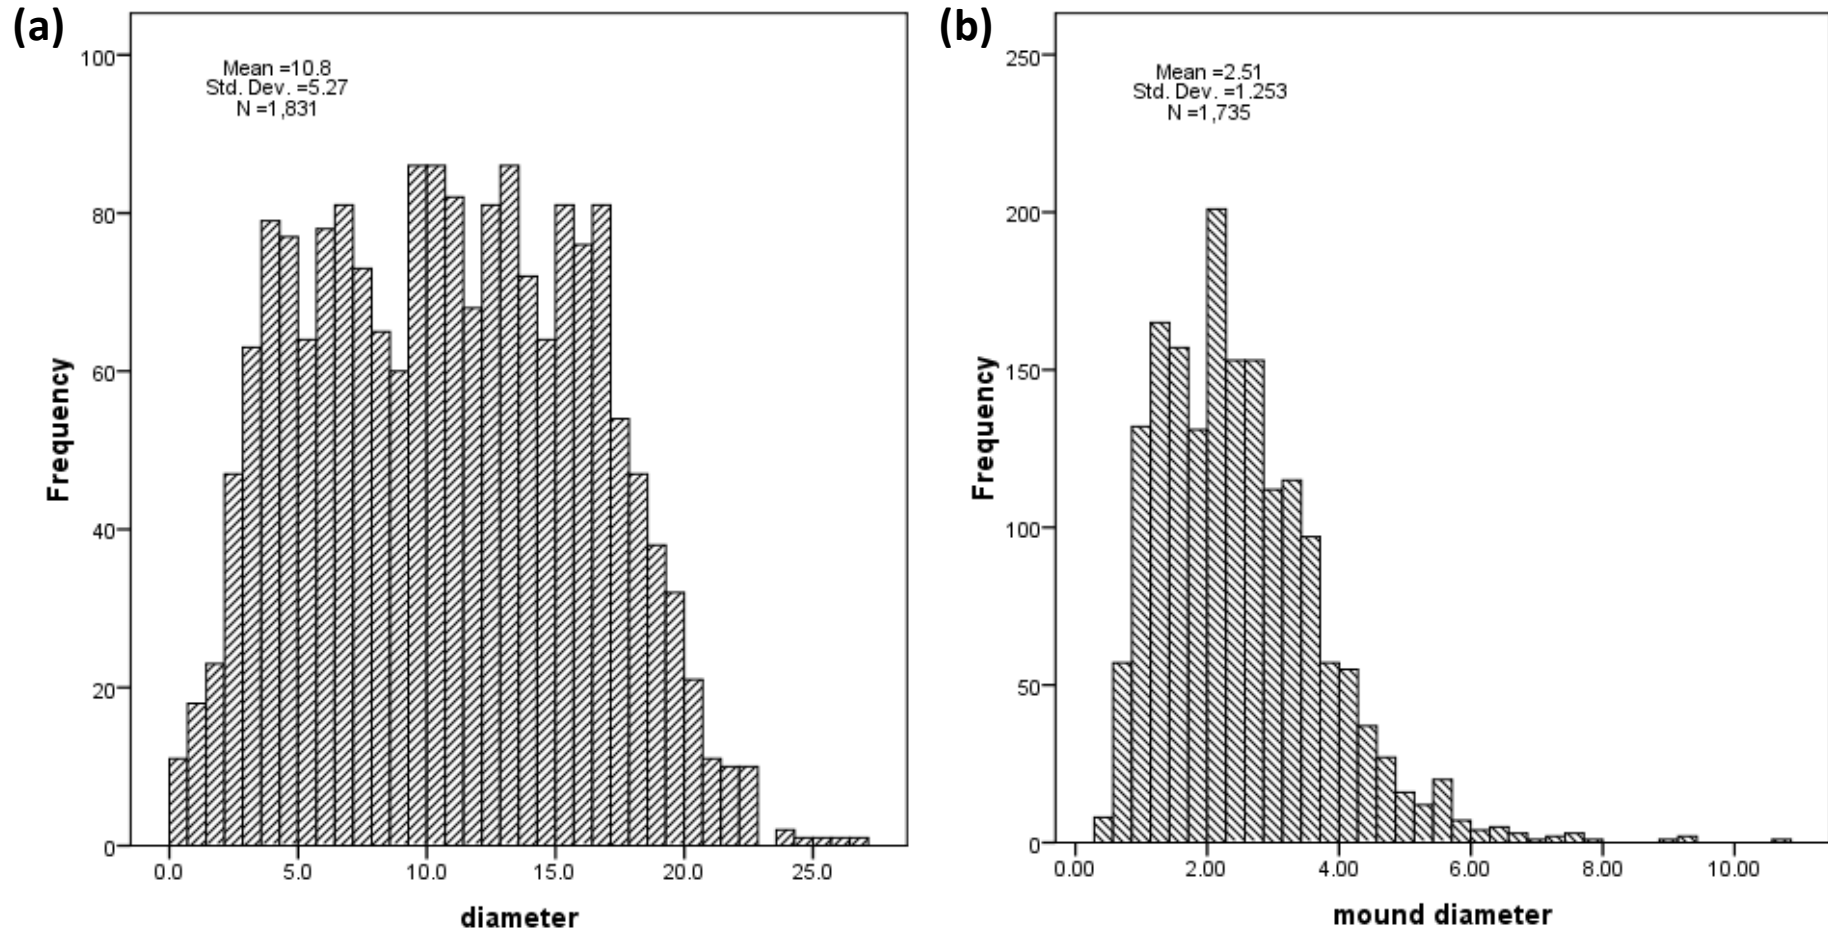 (a)
Mean =10.8
Std. Dev. =5.27
N =1,831
100
80
60
40
20
0
Frequency
0.0 5.0 10.0 15.0 20.0 25.0
diameter
(b)
Mean =2.51
Std. Dev. =1.253
N =1,735
250
200
150
100
50
0
Frequency
0.00 2.00 4.00 6.00 8.00 10.00
mound diameter